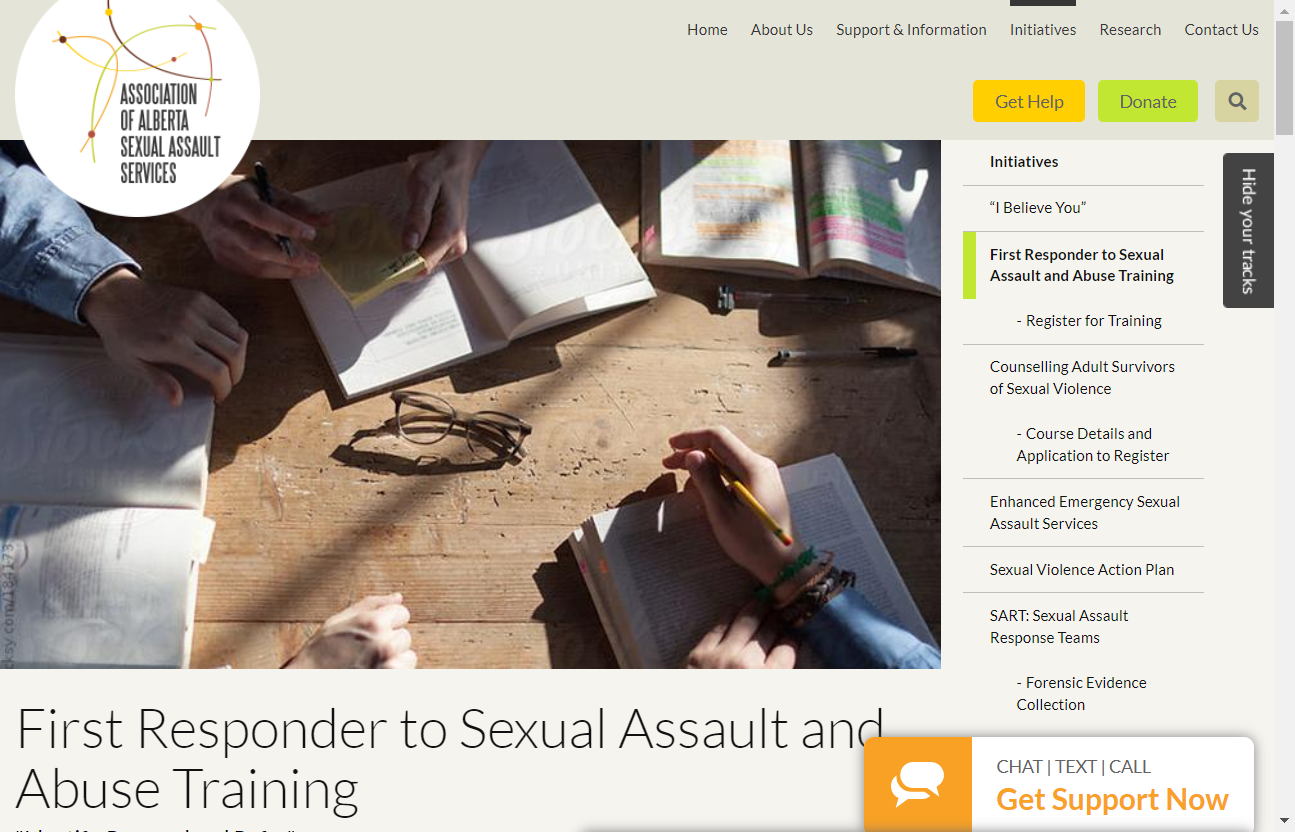 Home
About Us
Support & Information
Initiatives
Research
Contact Us
Get Help
Donate
ASSOCIATION
OF ALBERTA
SEXUAL ASSAULT
SERVICES
Initiatives
“I Believe You”
First Responder to Sexual
Assault and Abuse Training
- Register for Training
Counselling Adult Survivors
of Sexual Violence
- Course Details and
Application to Register
Enhanced Emergency Sexual
Assault Services
Sexual Violence Action Plan
SART: Sexual Assault
Response Teams
- Forensic Evidence
Collection
Hide your tracks
First Responder to Sexual Assault and
Abuse Training
CHAT | TEXT | CALL
Get Support Now